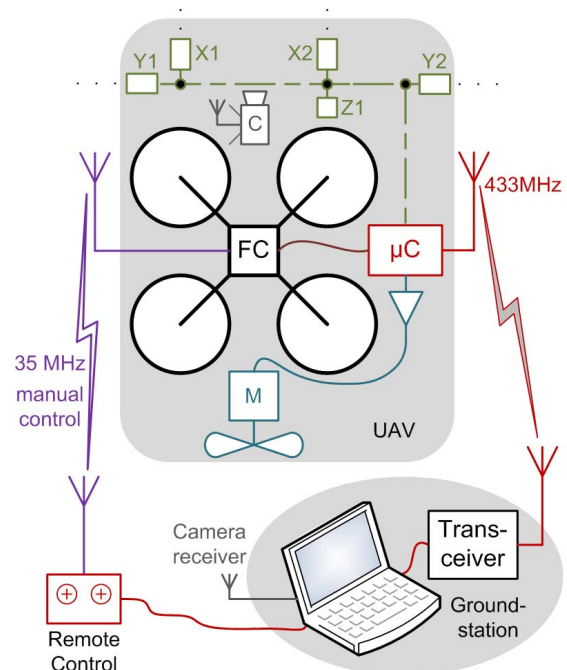 X1
X2
Y1
Y2
Z1
C
433MHz
FC
µC
35 MHz
manual
control
M
UAV
Camera
receiver
Trans-
ceiver
Ground-
station
Remote
Control